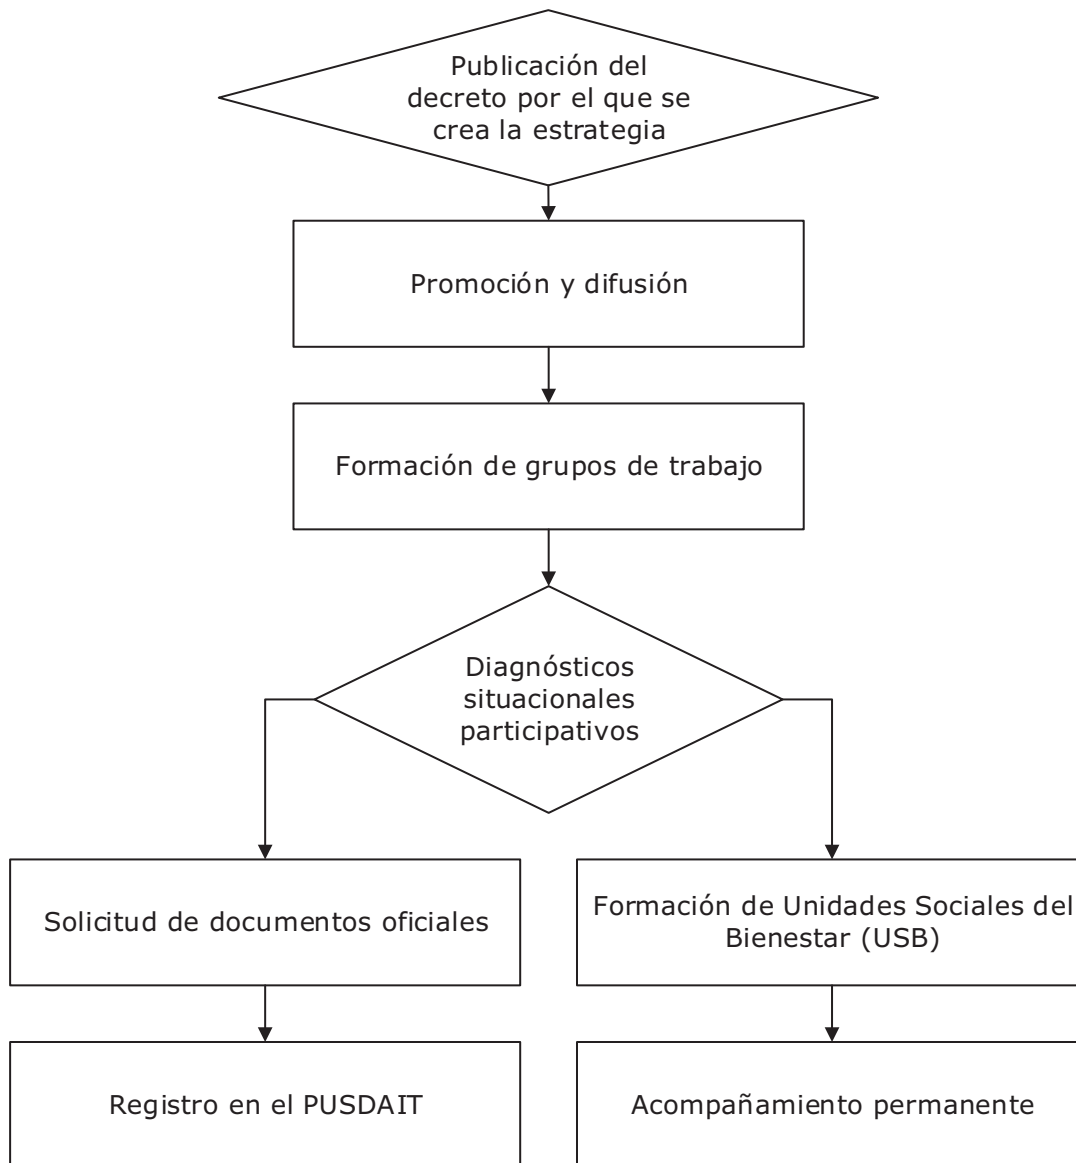 Publicación del
decreto por el que se
crea la estrategia
Promoción y difusión
Formación de grupos de trabajo
Diagnósticos
situacionales
participativos
Solicitud de documentos oficiales
Formación de Unidades Sociales del
Bienestar (USB)
Registro en el PUSDAIT
Acompañamiento permanente